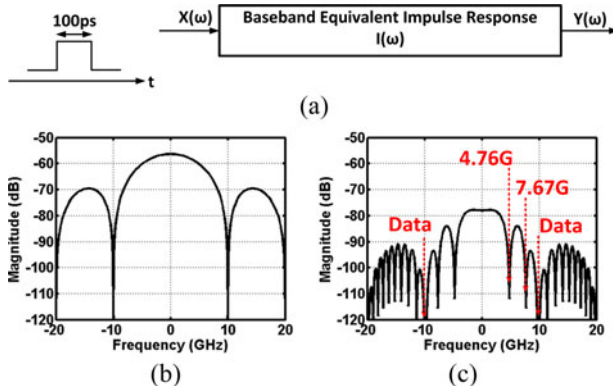 100ps
t
X(ω)
Baseband Equivalent Impulse Response
I(ω)
Y(ω)
(a)
Magnitude (dB)
-50
-60
-70
-80
-90
-100
-110
-120
-20 -10 0 10 20
Frequency (GHz)
(b)
Magnitude (dB)
-50
-60
-70
-80
-90
-100
-110
-120
4.76G
7.67G
Data
Data
-20 -10 0 10 20
Frequency (GHz)
(c)